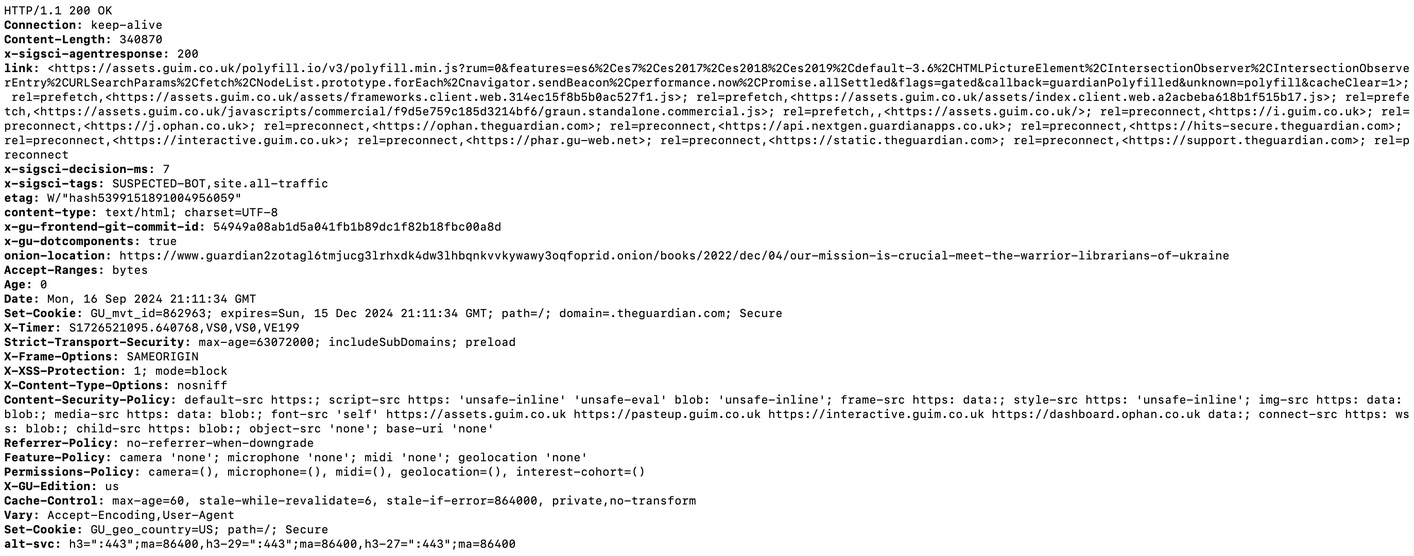 HTTP/1.1 200 OK
Connection: keep-alive
Content-Length: 340870
x-sigsci-agentresponse: 200
link: <https://assets.guim.co.uk/polyfill.io/v3/polyfill.min.js?rum=0&features=es6%2Ces7%2Ces2017%2Ces2018%2Ces2019%2Cdefault-3.6%2CHTMLPictureElement%2CIntersectionObserver%2CIntersectionObserve
rEntry%2CURLSearchParams%2Cfetch%2CNodeList.prototype.forEach%2Cnavigator.sendBeacon%2Cperformance.now%2CPromise.allSettled&flags=gated&callback=guardianPolyfilled&unknown=polyfill&cacheClear=1>;
rel=prefetch,<https://assets.guim.co.uk/assets/frameworks.client.web.314ec15f8b5b0ac527f1.js>; rel=prefetch,<https://assets.guim.co.uk/assets/index.client.web.a2acbeba618b1f515b17.js>; rel=prefe
tch,<https://assets.guim.co.uk/javascripts/commercial/f9d5e759c185d3214bf6/graun.standalone.commercial.js>; rel=prefetch,,<https://assets.guim.co.uk/>; rel=preconnect,<https://i.guim.co.uk>; rel=
preconnect,<https://j.ophan.co.uk>; rel=preconnect,<https://ophan.theguardian.com>; rel=preconnect,<https://api.nextgen.guardianapps.co.uk>; rel=preconnect,<https://hits-secure.theguardian.com>;
rel=preconnect,<https://interactive.guim.co.uk>; rel=preconnect,<https://phar.gu-web.net>; rel=preconnect,<https://static.theguardian.com>; rel=preconnect,<https://support.theguardian.com>; rel=p
reconnect
x-sigsci-decision-ms: 7
x-sigsci-tags: SUSPECTED-BOT,site.all-traffic
etag: W/"hash5399151891004956059"
content-type: text/html; charset=UTF-8
x-gu-frontend-git-commit-id: 54949a08ab1d5a041fb1b89dc1f82b18fbc00a8d
x-gu-dotcomponents: true
onion-location: https://www.guardian2zotagl6tmjucg3lrhxdk4dw3lhbqnkvvkywawy3oqfoprid.onion/books/2022/dec/04/our-mission-is-crucial-meet-the-warrior-librarians-of-ukraine
Accept-Ranges: bytes
Age: 0
Date: Mon, 16 Sep 2024 21:11:34 GMT
Set-Cookie: GU_mvt_id=862963; expires=Sun, 15 Dec 2024 21:11:34 GMT; path=/; domain=.theguardian.com; Secure
X-Timer: S1726521095.640768,VS0,VS0,VE199
Strict-Transport-Security: max-age=63072000; includeSubDomains; preload
X-Frame-Options: SAMEORIGIN
X-XSS-Protection: 1; mode=block
X-Content-Type-Options: nosniff
Content-Security-Policy: default-src https:; script-src https: 'unsafe-inline' 'unsafe-eval' blob: 'unsafe-inline'; frame-src https: data:; style-src https: 'unsafe-inline'; img-src https: data:
blob:; media-src https: data: blob:; font-src 'self' https://assets.guim.co.uk https://pasteup.guim.co.uk https://interactive.guim.co.uk https://dashboard.ophan.co.uk data:; connect-src https: ws
s: blob:; child-src https: blob:; object-src 'none'; base-uri 'none'
Referrer-Policy: no-referrer-when-downgrade
Feature-Policy: camera 'none'; microphone 'none'; midi 'none'; geolocation 'none'
Permissions-Policy: camera=(), microphone=(), midi=(), geolocation=(), interest-cohort=()
X-GU-Edition: us
Cache-Control: max-age=60, stale-while-revalidate=6, stale-if-error=864000, private,no-transform
Vary: Accept-Encoding,User-Agent
Set-Cookie: GU_geo_country=US; path=/; Secure
alt-svc: h3=":443";ma=86400,h3-29=":443";ma=86400,h3-27=":443";ma=86400